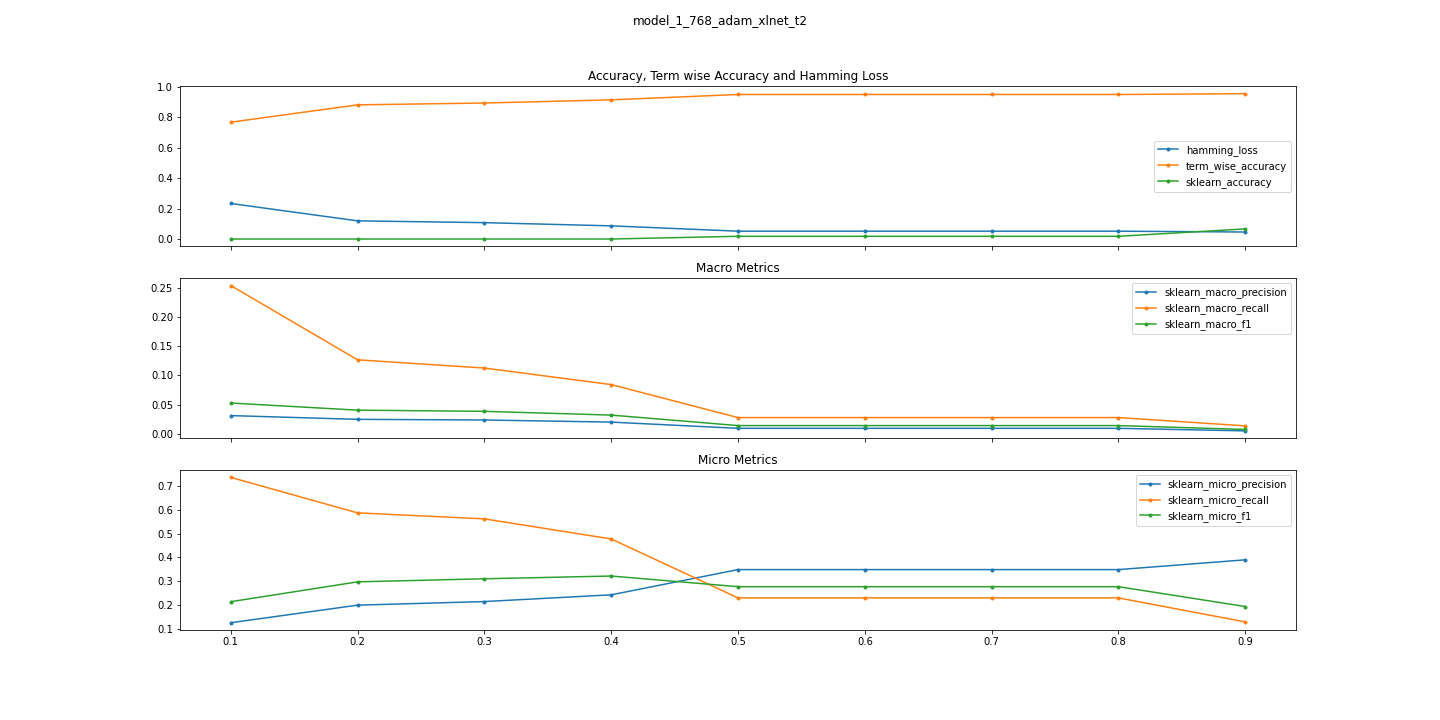 model_1_768_adam_xlnet_t2
Accuracy, Term wise Accuracy and Hamming Loss
1.0
0.8
0.6
0.4
0.2
0.0
hamming_loss
term_wise_accuracy
sklearn_accuracy
Macro Metrics
0.25
0.20
0.15
0.10
0.05
0.00
sklearn_macro_precision
sklearn_macro_recall
sklearn_macro_f1
Micro Metrics
0.7
0.6
0.5
0.4
0.3
0.2
0.1
sklearn_micro_precision
sklearn_micro_recall
sklearn_micro_f1
0.1 0.2 0.3 0.4 0.5 0.6 0.7 0.8 0.9